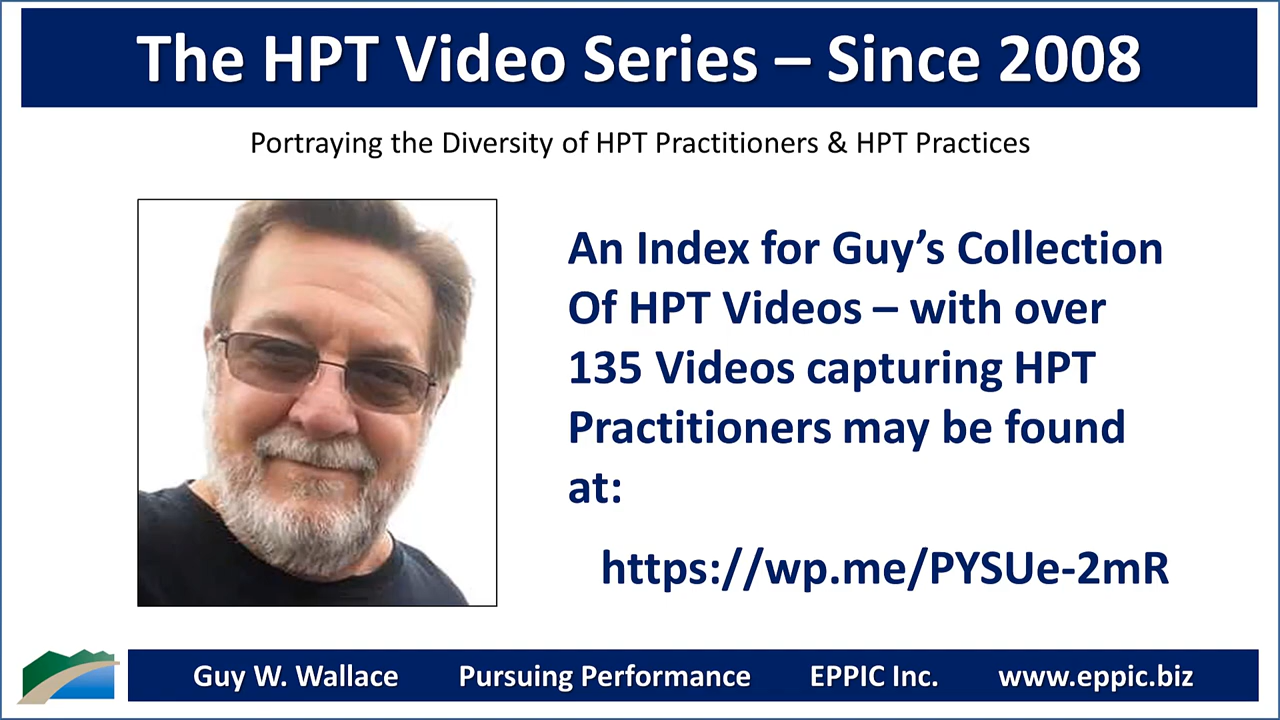 The HPT Video Series – Since 2008
Portraying the Diversity of HPT Practitioners & HPT Practices
An Index for Guy’s Collection
Of HPT Videos – with over
135 Videos capturing HPT
Practitioners may be found
at:
https://wp.me/PYSUe-2mR
Guy W. Wallace Pursuing Performance EPPIC Inc. www.eppic.biz